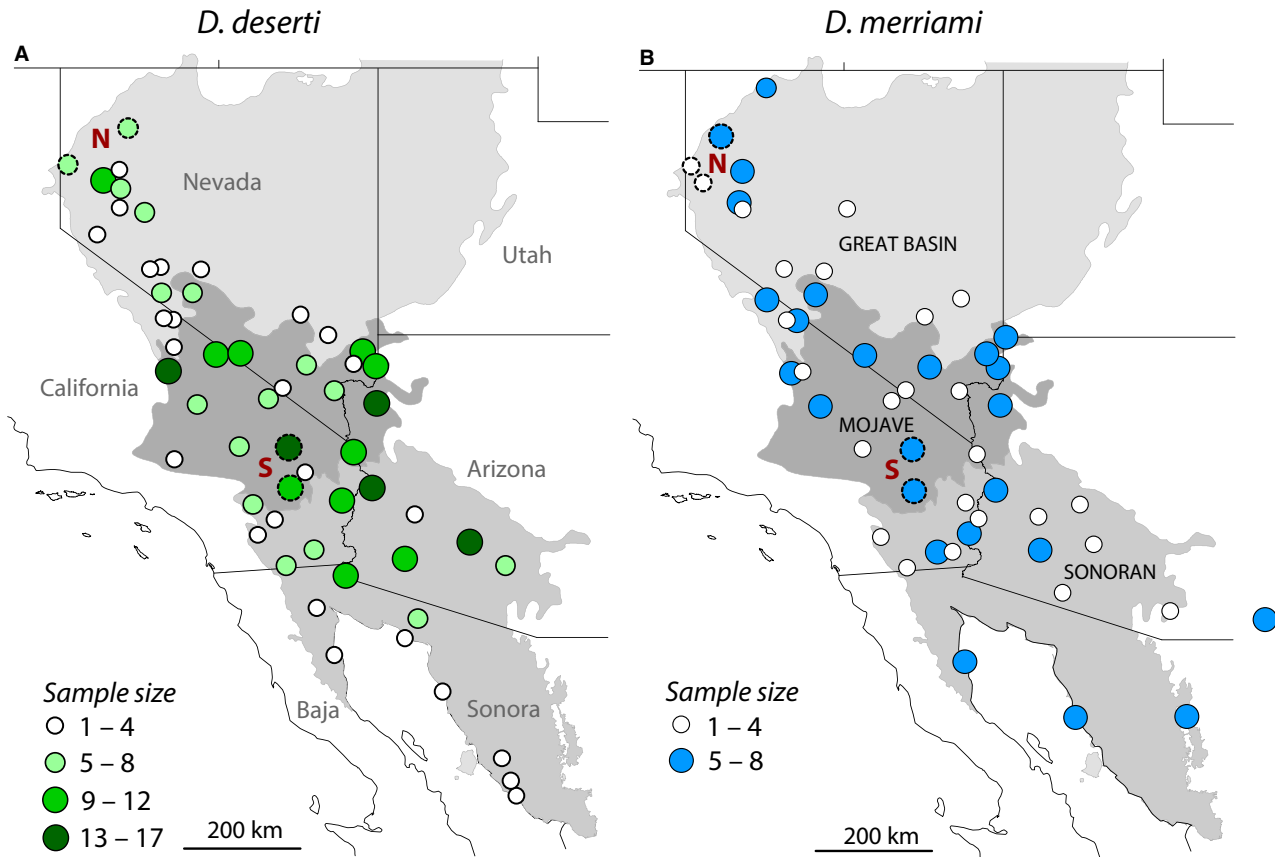 D. deserti
D. merriami
A
B
N
Nevada
Utah
California
S
Arizona
Baja
Sonora
Sample size
1 – 4
5 – 8
9 – 12
13 – 17
200 km
N
GREAT BASIN
MOJAVE
S
SONORAN
Sample size
1 – 4
5 – 8
200 km